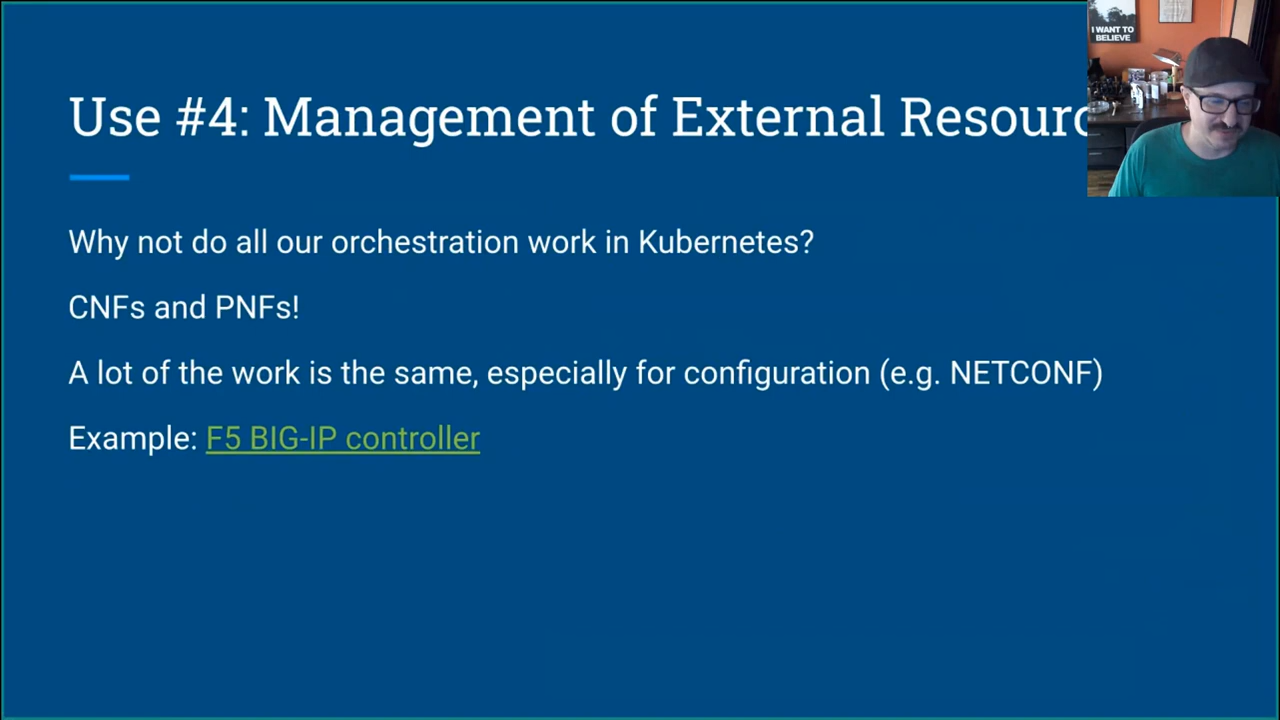 Use #4: Management of External Resourc
I WANT TO
BELIEVE
Why not do all our orchestration work in Kubernetes?
CNFs and PNFs!
A lot of the work is the same, especially for configuration (e.g. NETCONF)
Example: F5 BIG-IP controller